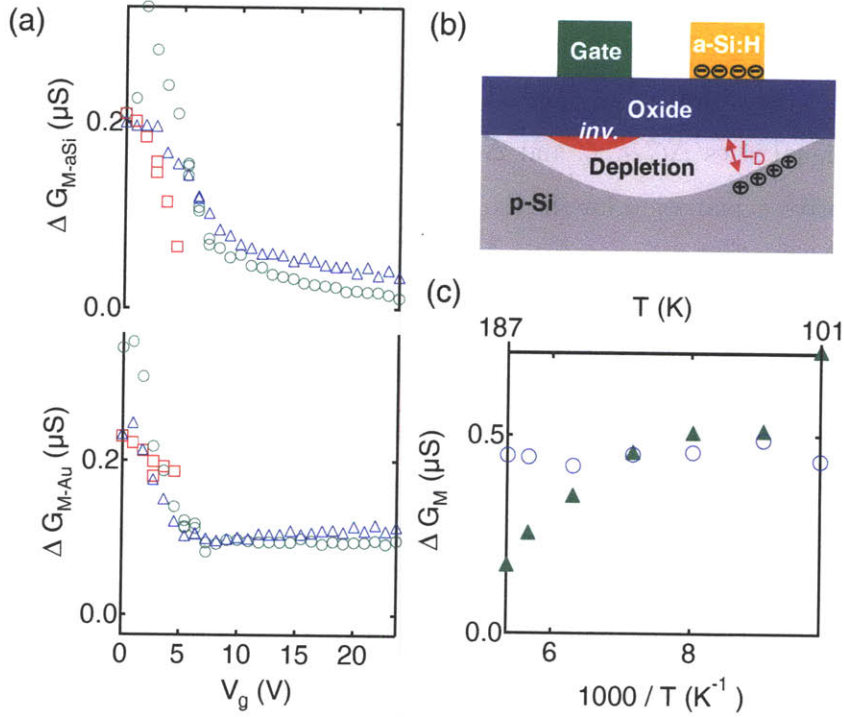 (a)
Δ G_M-aSi (µS)
0.2
0.0
Δ G_M-Au (µS)
0.2
0.0
0 5 10 15 20
V_g (V)
(b)
Gate
a-Si:H
⊖⊖⊖⊖
Oxide
inv.
L_D
Depletion
⊕⊕⊕⊕
p-Si
(c)
T (K)
187 101
Δ G_M (µS)
0.5
0.0
6 8
1000 / T (K⁻¹)